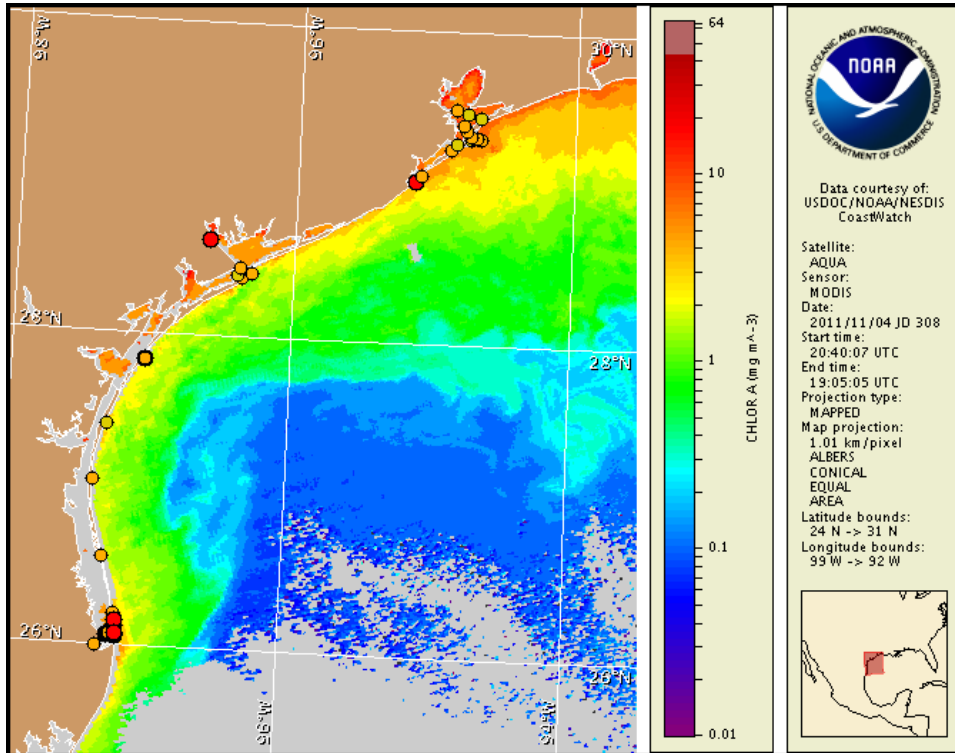 98°W
96°W
30°N
28°N
28°N
26°N
26°N
96°W
94°W
64
10
1
0.1
0.01
CHLOR A (mg m^-3)
NATIONAL OCEANIC AND ATMOSPHERIC ADMINISTRATION
NOAA
U.S. DEPARTMENT OF COMMERCE
Data courtesy of:
USDOC/NOAA/NESDIS
CoastWatch
Satellite:
AQUA
Sensor:
MODIS
Date:
2011/11/04 JD 308
Start time:
20:40:07 UTC
End time:
19:05:05 UTC
Projection type:
MAPPED
Map projection:
1.01 km/pixel
ALBERS
CONICAL
EQUAL
AREA
Latitude bounds:
24 N -> 31 N
Longitude bounds:
99 W -> 92 W